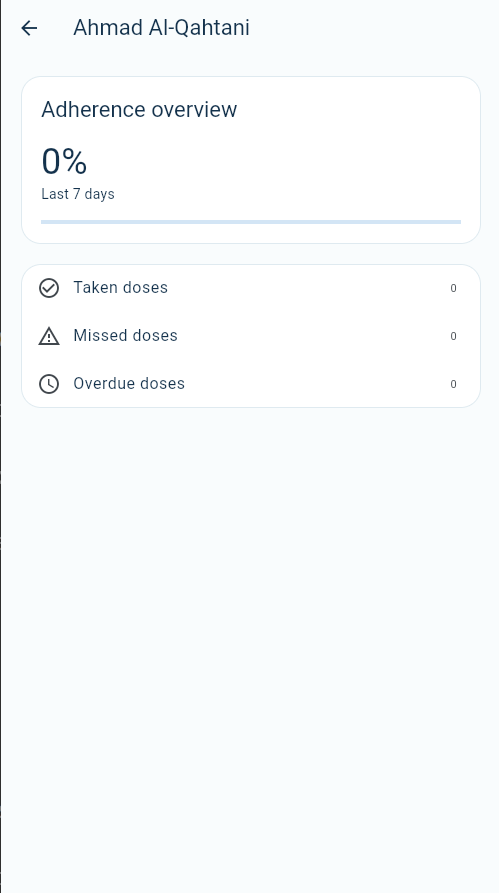 Ahmad Al-Qahtani
Adherence overview
0%
Last 7 days
Taken doses 0
Missed doses 0
Overdue doses 0